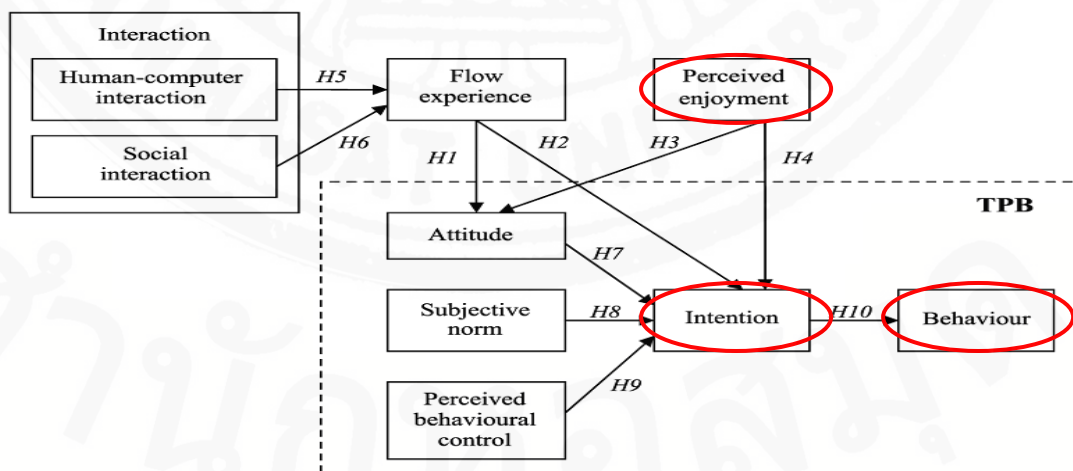 Interaction
Human-computer
interaction
H5
Flow
experience
Perceived
enjoyment
Social
interaction
H6
H1
H2
H3
H4
TPB
Attitude
H7
Subjective
norm
H8
Intention
H10
Behaviour
Perceived
behavioural
control
H9